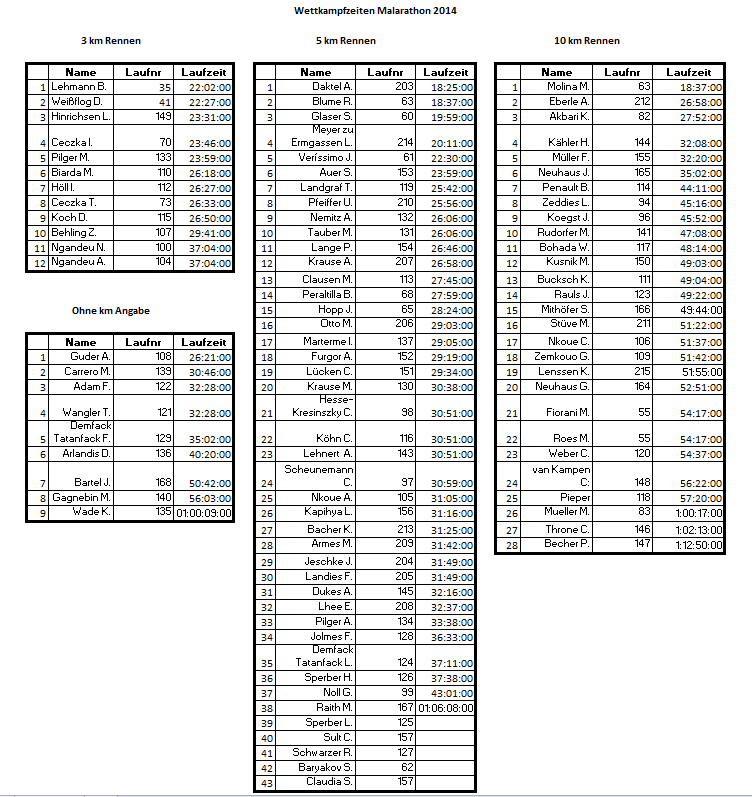 Wettkampfzeiten Malarathon 2014
3 km Rennen
Name Laufnr Laufzeit
1 Lehmann B. 35 22:02:00
2 Weißflog D. 41 22:27:00
3 Hinrichsen L. 149 23:31:00
4 Ceczka I. 70 23:46:00
5 Pilger M. 133 23:59:00
6 Biarda M. 110 26:18:00
7 Höll I. 112 26:27:00
8 Ceczka T. 73 26:33:00
9 Koch D. 115 26:50:00
10 Behling Z. 107 29:41:00
11 Ngandeu N. 100 37:04:00
12 Ngandeu A. 104 37:04:00
Ohne km Angabe
Name Laufnr Laufzeit
1 Guder A. 108 26:21:00
2 Carrero M. 139 30:46:00
3 Adam F. 122 32:28:00
4 Wangler T. 121 32:28:00
Demfack
5 Tatanfack F. 129 35:02:00
6 Arlandis D. 136 40:20:00
7 Bartel J. 168 50:42:00
8 Gagnebin M. 140 56:03:00
9 Wade K. 135 01:00:09:00
5 km Rennen
Name Laufnr Laufzeit
1 Daktel A. 203 18:25:00
2 Blume R. 63 18:37:00
3 Glaser S. 60 19:59:00
Meyer zu
4 Ermgassen L. 214 20:11:00
5 Veríssimo J. 61 22:30:00
6 Auer S. 153 23:59:00
7 Landgraf T. 119 25:42:00
8 Pfeiffer U. 210 25:56:00
9 Nemitz A. 132 26:06:00
10 Tauber M. 131 26:06:00
11 Lange P. 154 26:46:00
12 Krause A. 207 26:58:00
13 Clausen M. 113 27:45:00
14 Peraltilla B. 68 27:59:00
15 Hopp J. 65 28:24:00
16 Otto M. 206 29:03:00
17 Marterme I. 137 29:05:00
18 Furgor A. 152 29:19:00
19 Lücken C. 151 29:34:00
20 Krause M. 130 30:38:00
Hesse-
21 Kresinszky C. 98 30:51:00
22 Köhn C. 116 30:51:00
23 Lehnert A. 143 30:51:00
Scheunemann
24 C. 97 30:59:00
25 Nkoue A. 105 31:05:00
26 Kapihya L. 156 31:16:00
27 Bacher K. 213 31:25:00
28 Armes M. 209 31:42:00
29 Jeschke J. 204 31:49:00
30 Landies F. 205 31:49:00
31 Dukes A. 145 32:16:00
32 Lhee E. 208 32:37:00
33 Pilger A. 134 33:38:00
34 Jolmes F. 128 36:33:00
Demfack
35 Tatanfack L. 124 37:11:00
36 Sperber H. 126 37:38:00
37 Noll G. 99 43:01:00
38 Raith M. 167 01:06:08:00
39 Sperber L. 125
40 Sult C. 157
41 Schwarzer R. 127
42 Baryakov S. 62
43 Claudia S. 157
10 km Rennen
Name Laufnr Laufzeit
1 Molina M. 63 18:37:00
2 Eberle A. 212 26:58:00
3 Akbari K. 82 27:52:00
4 Kähler H. 144 32:08:00
5 Müller F. 155 32:20:00
6 Neuhaus J. 165 35:02:00
7 Penault B. 114 44:11:00
8 Zeddies L. 94 45:16:00
9 Koegst J. 96 45:52:00
10 Rudorfer M. 141 47:08:00
11 Bohada W. 117 48:14:00
12 Kusnik M. 150 49:03:00
13 Bucksch K. 111 49:04:00
14 Rauls J. 123 49:22:00
15 Mithöfer S. 166 49:44:00
16 Stüve M. 211 51:22:00
17 Nkoue C. 106 51:37:00
18 Zemkouo G. 109 51:42:00
19 Lenssen K. 215 51:55:00
20 Neuhaus G. 164 52:51:00
21 Fiorani M. 55 54:17:00
22 Roes M. 55 54:17:00
23 Weber C. 120 54:37:00
van Kampen
24 C: 148 56:22:00
25 Pieper 118 57:20:00
26 Mueller M. 83 1:00:17:00
27 Throne C. 146 1:02:13:00
28 Becher P. 147 1:12:50:00